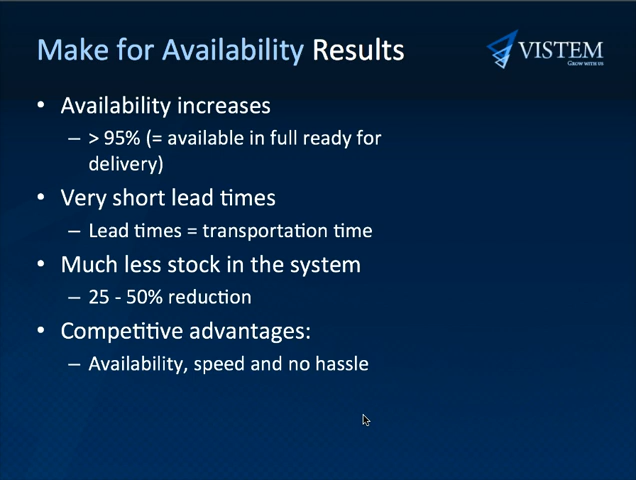 Make for Availability Results
VISTEM
GROW WITH US
• Availability increases
– > 95% (= available in full ready for
delivery)
• Very short lead times
– Lead times = transportation time
• Much less stock in the system
– 25 - 50% reduction
• Competitive advantages:
– Availability, speed and no hassle